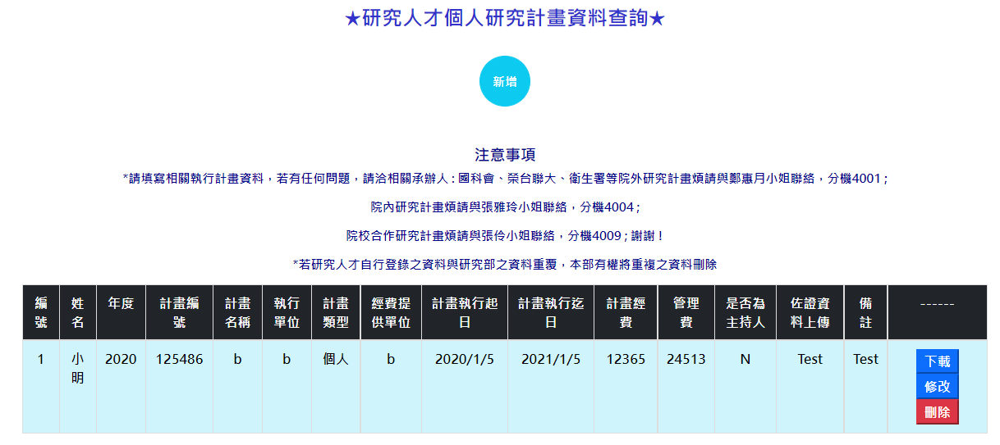 ★研究人才個人研究計畫資料查詢★
新增
注意事項
*請填寫相關執行計畫資料，若有任何問題，請洽相關承辦人 : 國科會、榮台聯大、衛生署等院外研究計畫煩請與鄭惠月小姐聯絡，分機4001 ;
院內研究計畫煩請與張雅玲小姐聯絡，分機4004 ;
院校合作研究計畫煩請與張伶小姐聯絡，分機4009 ; 謝謝 !
*若研究人才自行登錄之資料與研究部之資料重覆，本部有權將重複之資料刪除
編 姓 年度 計畫編 計畫 執行 計畫 經費提 計畫執行起 計畫執行迄 計畫經 管理 是否為 佐證資 備 ------
號 名 號 名稱 單位 類型 供單位 日 日 費 費 主持人 料上傳 註
1 小 2020 125486 b b 個人 b 2020/1/5 2021/1/5 12365 24513 N Test Test 下載
明
修改
刪除